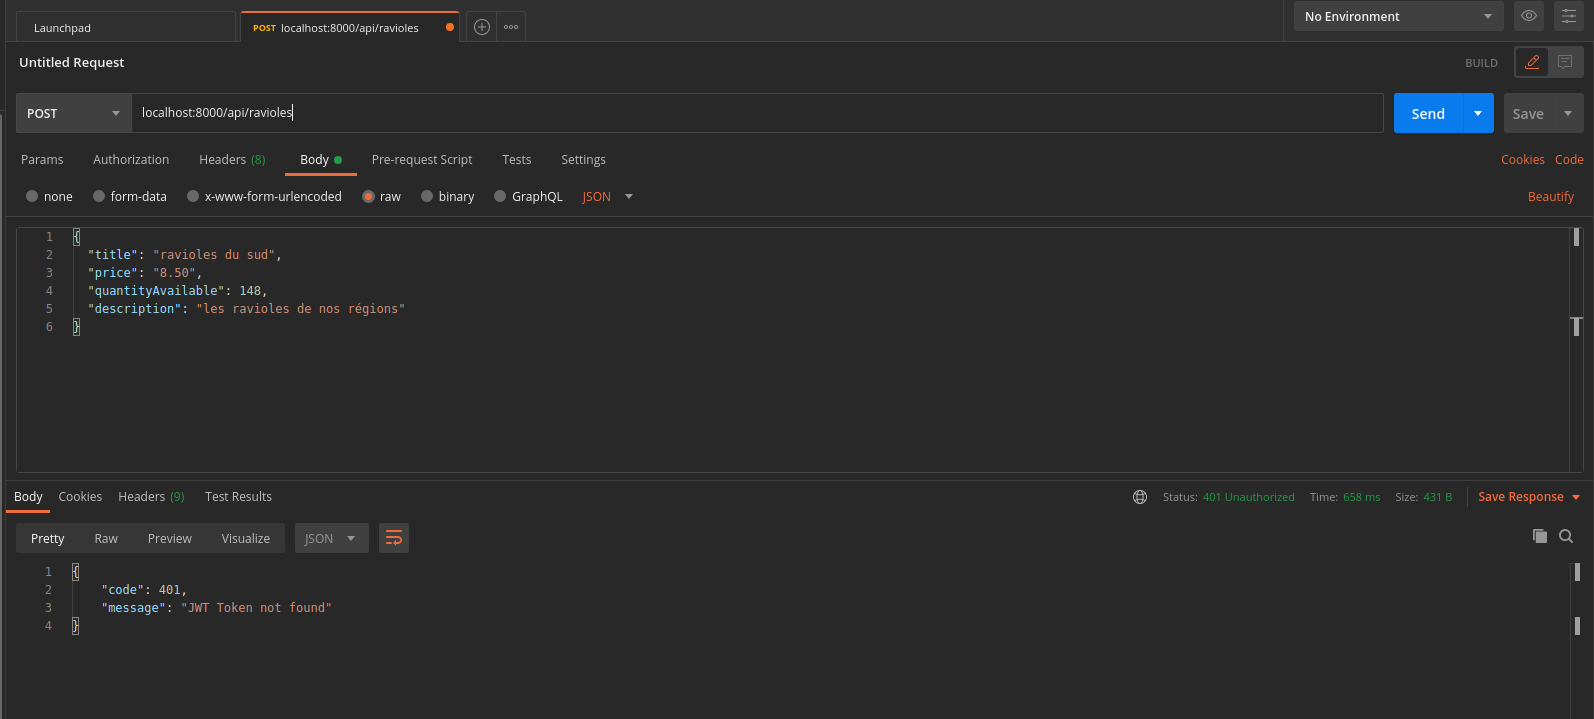 Launchpad
POST localhost:8000/api/ravioles
No Environment
Untitled Request
BUILD
POST localhost:8000/api/ravioles Send Save
Params Authorization Headers (8) Body Pre-request Script Tests Settings Cookies Code
none form-data x-www-form-urlencoded raw binary GraphQL JSON Beautify
1 {
2 "title": "ravioles du sud",
3 "price": "8.50",
4 "quantityAvailable": 148,
5 "description": "les ravioles de nos régions"
6 }
Body Cookies Headers (9) Test Results Status: 401 Unauthorized Time: 658 ms Size: 431 B Save Response
Pretty Raw Preview Visualize JSON
1 {
2 "code": 401,
3 "message": "JWT Token not found"
4 }